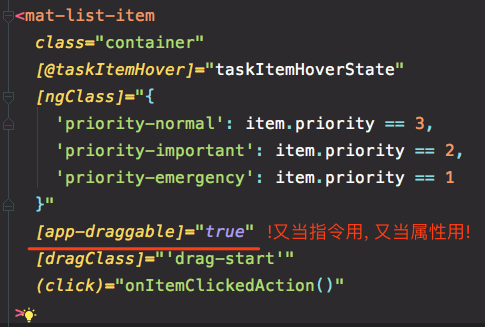 <mat-list-item
class="container"
[@taskItemHover]="taskItemHoverState"
[ngClass]="{
'priority-normal': item.priority == 3,
'priority-important': item.priority == 2,
'priority-emergency': item.priority == 1
}"
[app-draggable]="true" !又当指令用, 又当属性用!
[dragClass]="'drag-start'"
(click)="onItemClickedAction()"
>